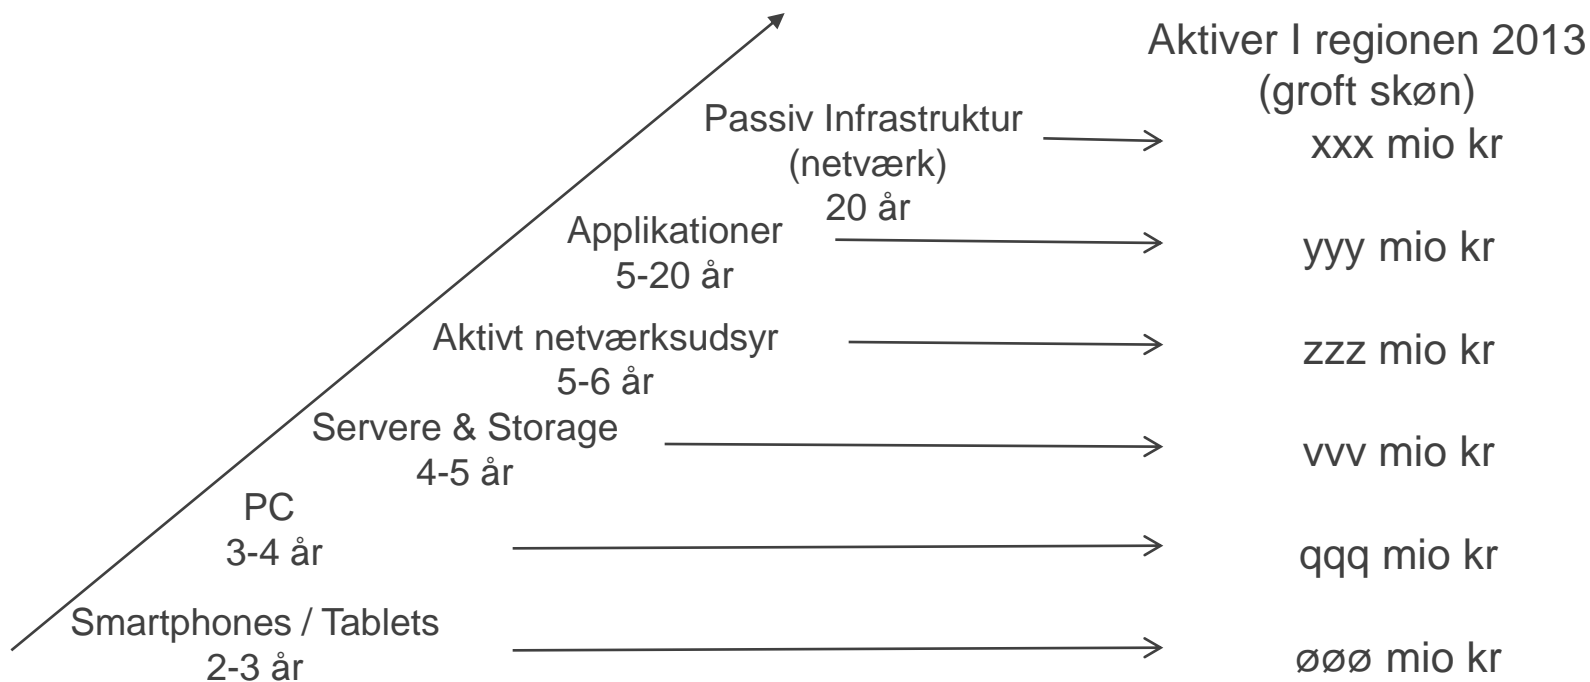 Aktiver I regionen 2013
(groft skøn)
Passiv Infrastruktur
(netværk)
20 år
xxx mio kr
Applikationer
5-20 år
yyy mio kr
Aktivt netværksudsyr
5-6 år
zzz mio kr
Servere & Storage
4-5 år
vvv mio kr
PC
3-4 år
qqq mio kr
Smartphones / Tablets
2-3 år
øøø mio kr